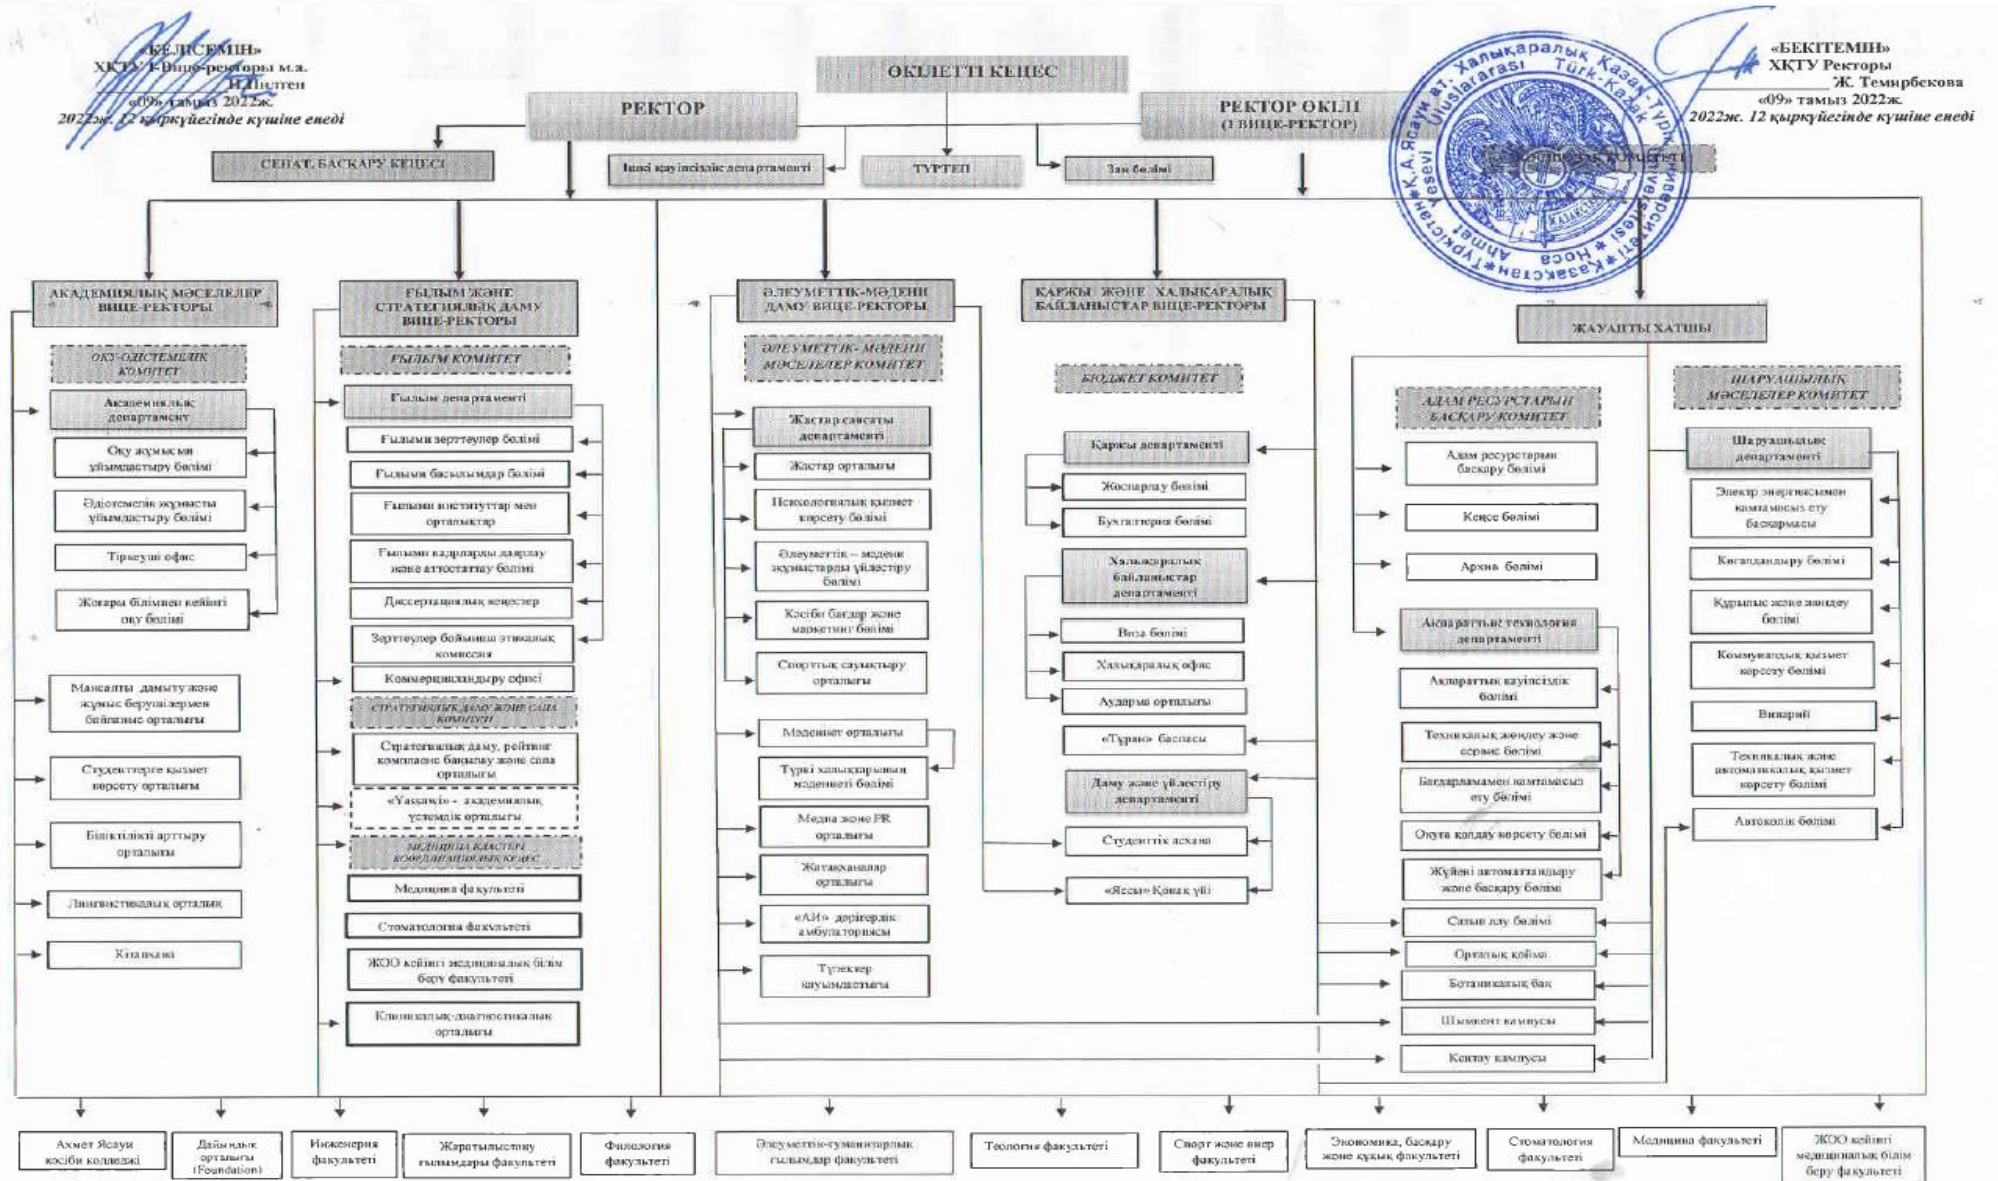 «КЕЛІСЕМІН»
ХҚТУ 1-Вице-ректоры м.а.
«09» тамыз 2022ж.
2022ж. 12 қыркүйегінде күшіне енеді
ӨКІЛЕТТІ КЕҢЕС
«БЕКІТЕМІН»
ХҚТУ Ректоры
Ж. Темирбекова
«09» тамыз 2022ж.
2022ж. 12 қыркүйегінде күшіне енеді
РЕКТОР
РЕКТОР ӨКІЛІ
(1 ВИЦЕ-РЕКТОР)
СЕНАТ, БАСҚАРУ КЕҢЕСІ
Ішкі қауіпсіздік департаменті
ТҮРТЕП
Заң бөлімі
АКАДЕМИЯЛЫҚ МӘСЕЛЕЛЕР
ВИЦЕ-РЕКТОРЫ
ОҚУ-ӘДІСТЕМЕЛІК
КОМИТЕТ
Академиялық
департамент
Оқу жұмысын
ұйымдастыру бөлімі
Әдістемелік жұмысты
ұйымдастыру бөлімі
Тіркеуші офис
Жоғары білімнен кейінгі
оқу бөлімі
Мансапты дамыту және
жұмыс берушілермен
байланыс орталығы
Студенттерге қызмет
көрсету орталығы
Біліктілікті арттыру
орталығы
Лингвистикалық орталық
Кітапхана
ҒЫЛЫМ ЖӘНЕ
СТРАТЕГИЯЛЫҚ ДАМУ
ВИЦЕ-РЕКТОРЫ
ҒЫЛЫМ КОМИТЕТ
Ғылым департаменті
Ғылыми зерттеулер бөлімі
Ғылыми басылымдар бөлімі
Ғылыми институттар мен
орталықтар
Ғылыми кадрларды даярлау
және аттестаттау бөлімі
Диссертациялық кеңестер
Зерттеулер бойынша этикалық
комиссия
Коммерцияландыру офисі
СТРАТЕГИЯЛЫҚ ДАМУ ЖӘНЕ САПА
КОМИТЕТІ
Стратегиялық даму, рейтинг
комплаенс бақылау және сапа
орталығы
«Yassawi» - академиялық
үстемдік орталығы
МЕДИЦИНА КЛАСТЕРІ
КООРДИНАЦИЯЛЫҚ КЕҢЕС
Медицина факультеті
Стоматология факультеті
ЖОО кейінгі медициналық білім
беру факультеті
Клиникалық-диагностикалық
орталығы
ӘЛЕУМЕТТІК-МӘДЕНИ
ДАМУ ВИЦЕ-РЕКТОРЫ
ӘЛЕУМЕТТІК- МӘДЕНИ
МӘСЕЛЕЛЕР КОМИТЕТ
Жастар саясаты
департаменті
Жастар орталығы
Психологиялық қызмет
көрсету бөлімі
Әлеуметтік – мәдени
жұмыстарды үйлестіру
бөлімі
Кәсіби бағдар және
маркетинг бөлімі
Спорттық сауықтыру
орталығы
Мәдениет орталығы
Түркі халықтарының
мәдениеті бөлімі
Медиа және PR
орталығы
Жатақханалар
орталығы
«АИ» дәрігерлік
амбулаториясы
Түлектер
қауымдастығы
ҚАРЖЫ ЖӘНЕ ХАЛЫҚАРАЛЫҚ
БАЙЛАНЫСТАР ВИЦЕ-РЕКТОРЫ
БЮДЖЕТ КОМИТЕТ
Қаржы департаменті
Жоспарлау бөлімі
Бухгалтерия бөлімі
Халықаралық
байланыстар
департаменті
Виза бөлімі
Халықаралық офис
Аударма орталығы
«Тұран» баспасы
Даму және үйлестіру
департаменті
Студенттік асхана
«Яссы» Қонақ үйі
ЖАУАПТЫ ХАТШЫ
АДАМ РЕСУРСТАРЫН
БАСҚАРУ КОМИТЕТ
Адам ресурстарын
басқару бөлімі
Кеңсе бөлімі
Архив бөлімі
Ақпараттық технология
департаменті
Ақпараттық қауіпсіздік
бөлімі
Техникалық жөндеу және
сервис бөлімі
Бағдарламамен қамтамасыз
ету бөлімі
Оқуға қолдау көрсету бөлімі
Жүйені автоматтандыру
және басқару бөлімі
Сатып алу бөлімі
Орталық қойма
Ботаникалық бақ
Шымкент кампусы
Кентау кампусы
ШАРУАШЫЛЫҚ
МӘСЕЛЕЛЕР КОМИТЕТ
Шаруашылық
департаменті
Электр энергиясымен
қамтамасыз ету
басқармасы
Көгалдандыру бөлімі
Құрылыс және жөндеу
бөлімі
Коммуналдық қызмет
көрсету бөлімі
Виварий
Техникалық және
автоматикалық қызмет
көрсету бөлімі
Автокөлік бөлімі
Ахмет Ясауи
кәсіби колледжі
Дайындық
орталығы
(Foundation)
Инженерия
факультеті
Жаратылыстану
ғылымдары факультеті
Филология
факультеті
Әлеуметтік-гуманитарлық
ғылымдар факультеті
Теология факультеті
Спорт және өнер
факультеті
Экономика, басқару
және құқық факультеті
Стоматология
факультеті
Медицина факультеті
ЖОО кейінгі
медициналық білім
беру факультеті